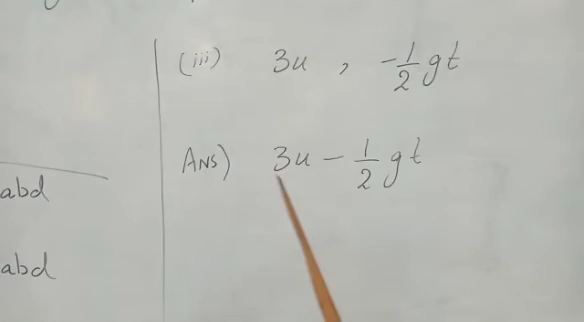 (iii) 3u , -1/2 gt
Ans) 3u - 1/2 gt
abd
abd